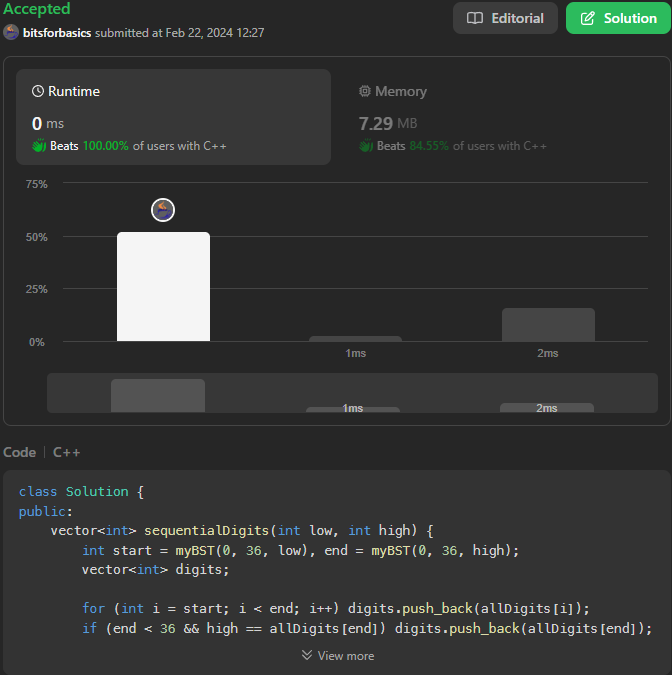 Accepted
Editorial
Solution
bitsforbasics submitted at Feb 22, 2024 12:27
Runtime
Memory
0 ms
7.29 MB
Beats 100.00% of users with C++
Beats 84.55% of users with C++
75%
50%
25%
0%
1ms
2ms
1ms
2ms
Code | C++
class Solution {
public:
    vector<int> sequentialDigits(int low, int high) {
        int start = myBST(0, 36, low), end = myBST(0, 36, high);
        vector<int> digits;
        for (int i = start; i < end; i++) digits.push_back(allDigits[i]);
        if (end < 36 && high == allDigits[end]) digits.push_back(allDigits[end]);
View more